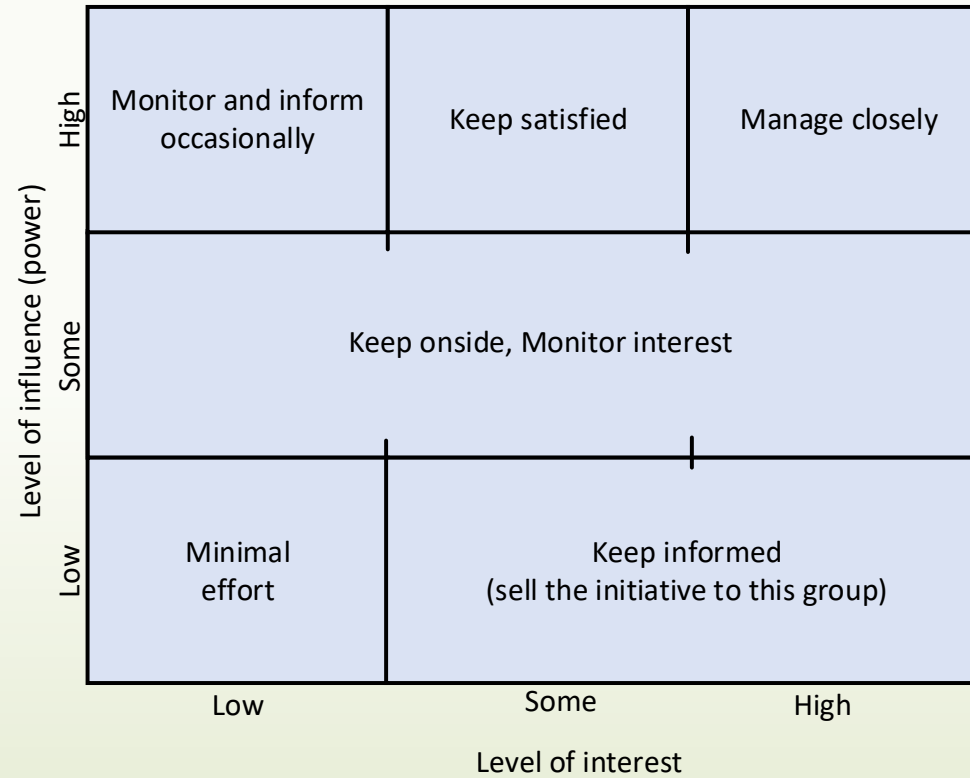 Level of influence (power)
High
Monitor and inform
occasionally
Keep satisfied
Manage closely
Some
Keep onside, Monitor interest
Low
Minimal
effort
Keep informed
(sell the initiative to this group)
Low
Some
High
Level of interest